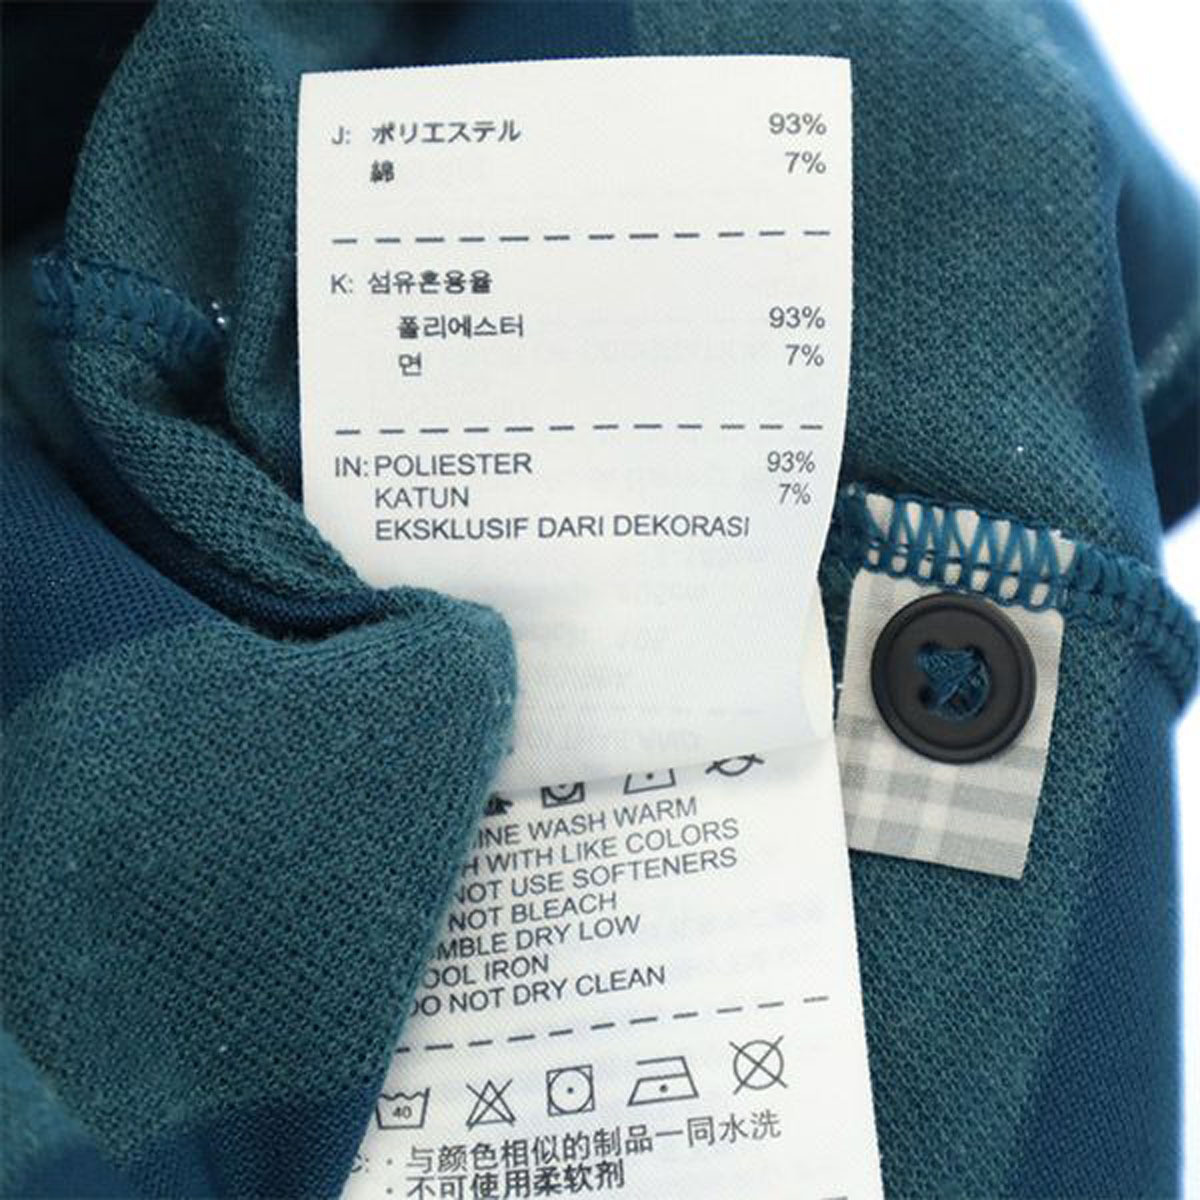 J: ポリエステル 93%
綿 7%
K: 섬유혼용율
폴리에스터 93%
면 7%
IN: POLIESTER 93%
KATUN 7%
EKSKLUSIF DARI DEKORASI
WASH WARM
WITH LIKE COLORS
NOT USE SOFTENERS
NOT BLEACH
DRY LOW
IRON
DO NOT DRY CLEAN
40
· 与颜色相似的制品一同水洗
· 不可使用柔软剂